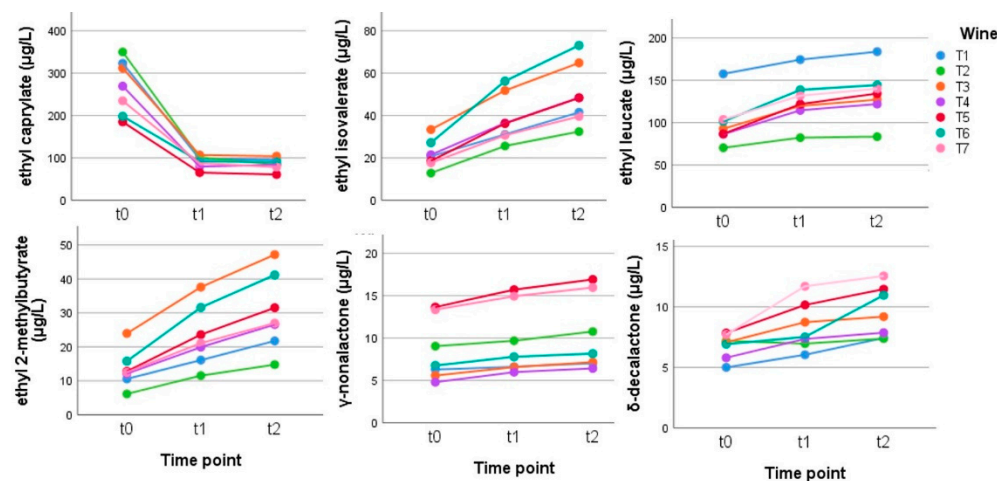 ethyl caprylate (µg/L)
400
300
200
100
0
t0 t1 t2
ethyl isovalerate (µg/L)
80
60
40
20
0
t0 t1 t2
ethyl leucate (µg/L)
200
150
100
50
0
t0 t1 t2
Wine
T1
T2
T3
T4
T5
T6
T7
ethyl 2-methylbutyrate
(µg/L)
50
40
30
20
10
0
t0 t1 t2
Time point
γ-nonalactone (µg/L)
20
15
10
5
0
t0 t1 t2
Time point
δ-decalactone (µg/L)
15
10
5
0
t0 t1 t2
Time point